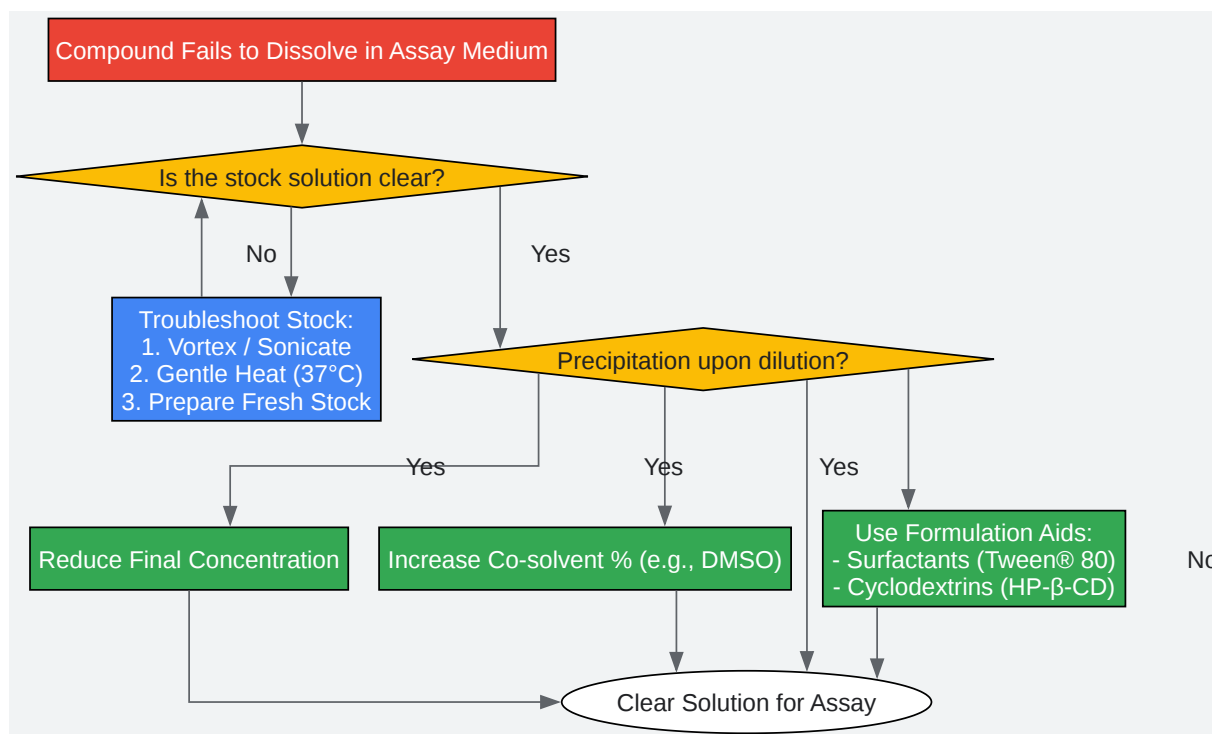 Compound Fails to Dissolve in Assay Medium
Is the stock solution clear?
No
Yes
Troubleshoot Stock:
1. Vortex / Sonicate
2. Gentle Heat (37°C)
3. Prepare Fresh Stock
Precipitation upon dilution?
Yes
Yes
Yes
Reduce Final Concentration
Increase Co-solvent % (e.g., DMSO)
Use Formulation Aids:
- Surfactants (Tween® 80)
- Cyclodextrins (HP-β-CD)
No
Clear Solution for Assay